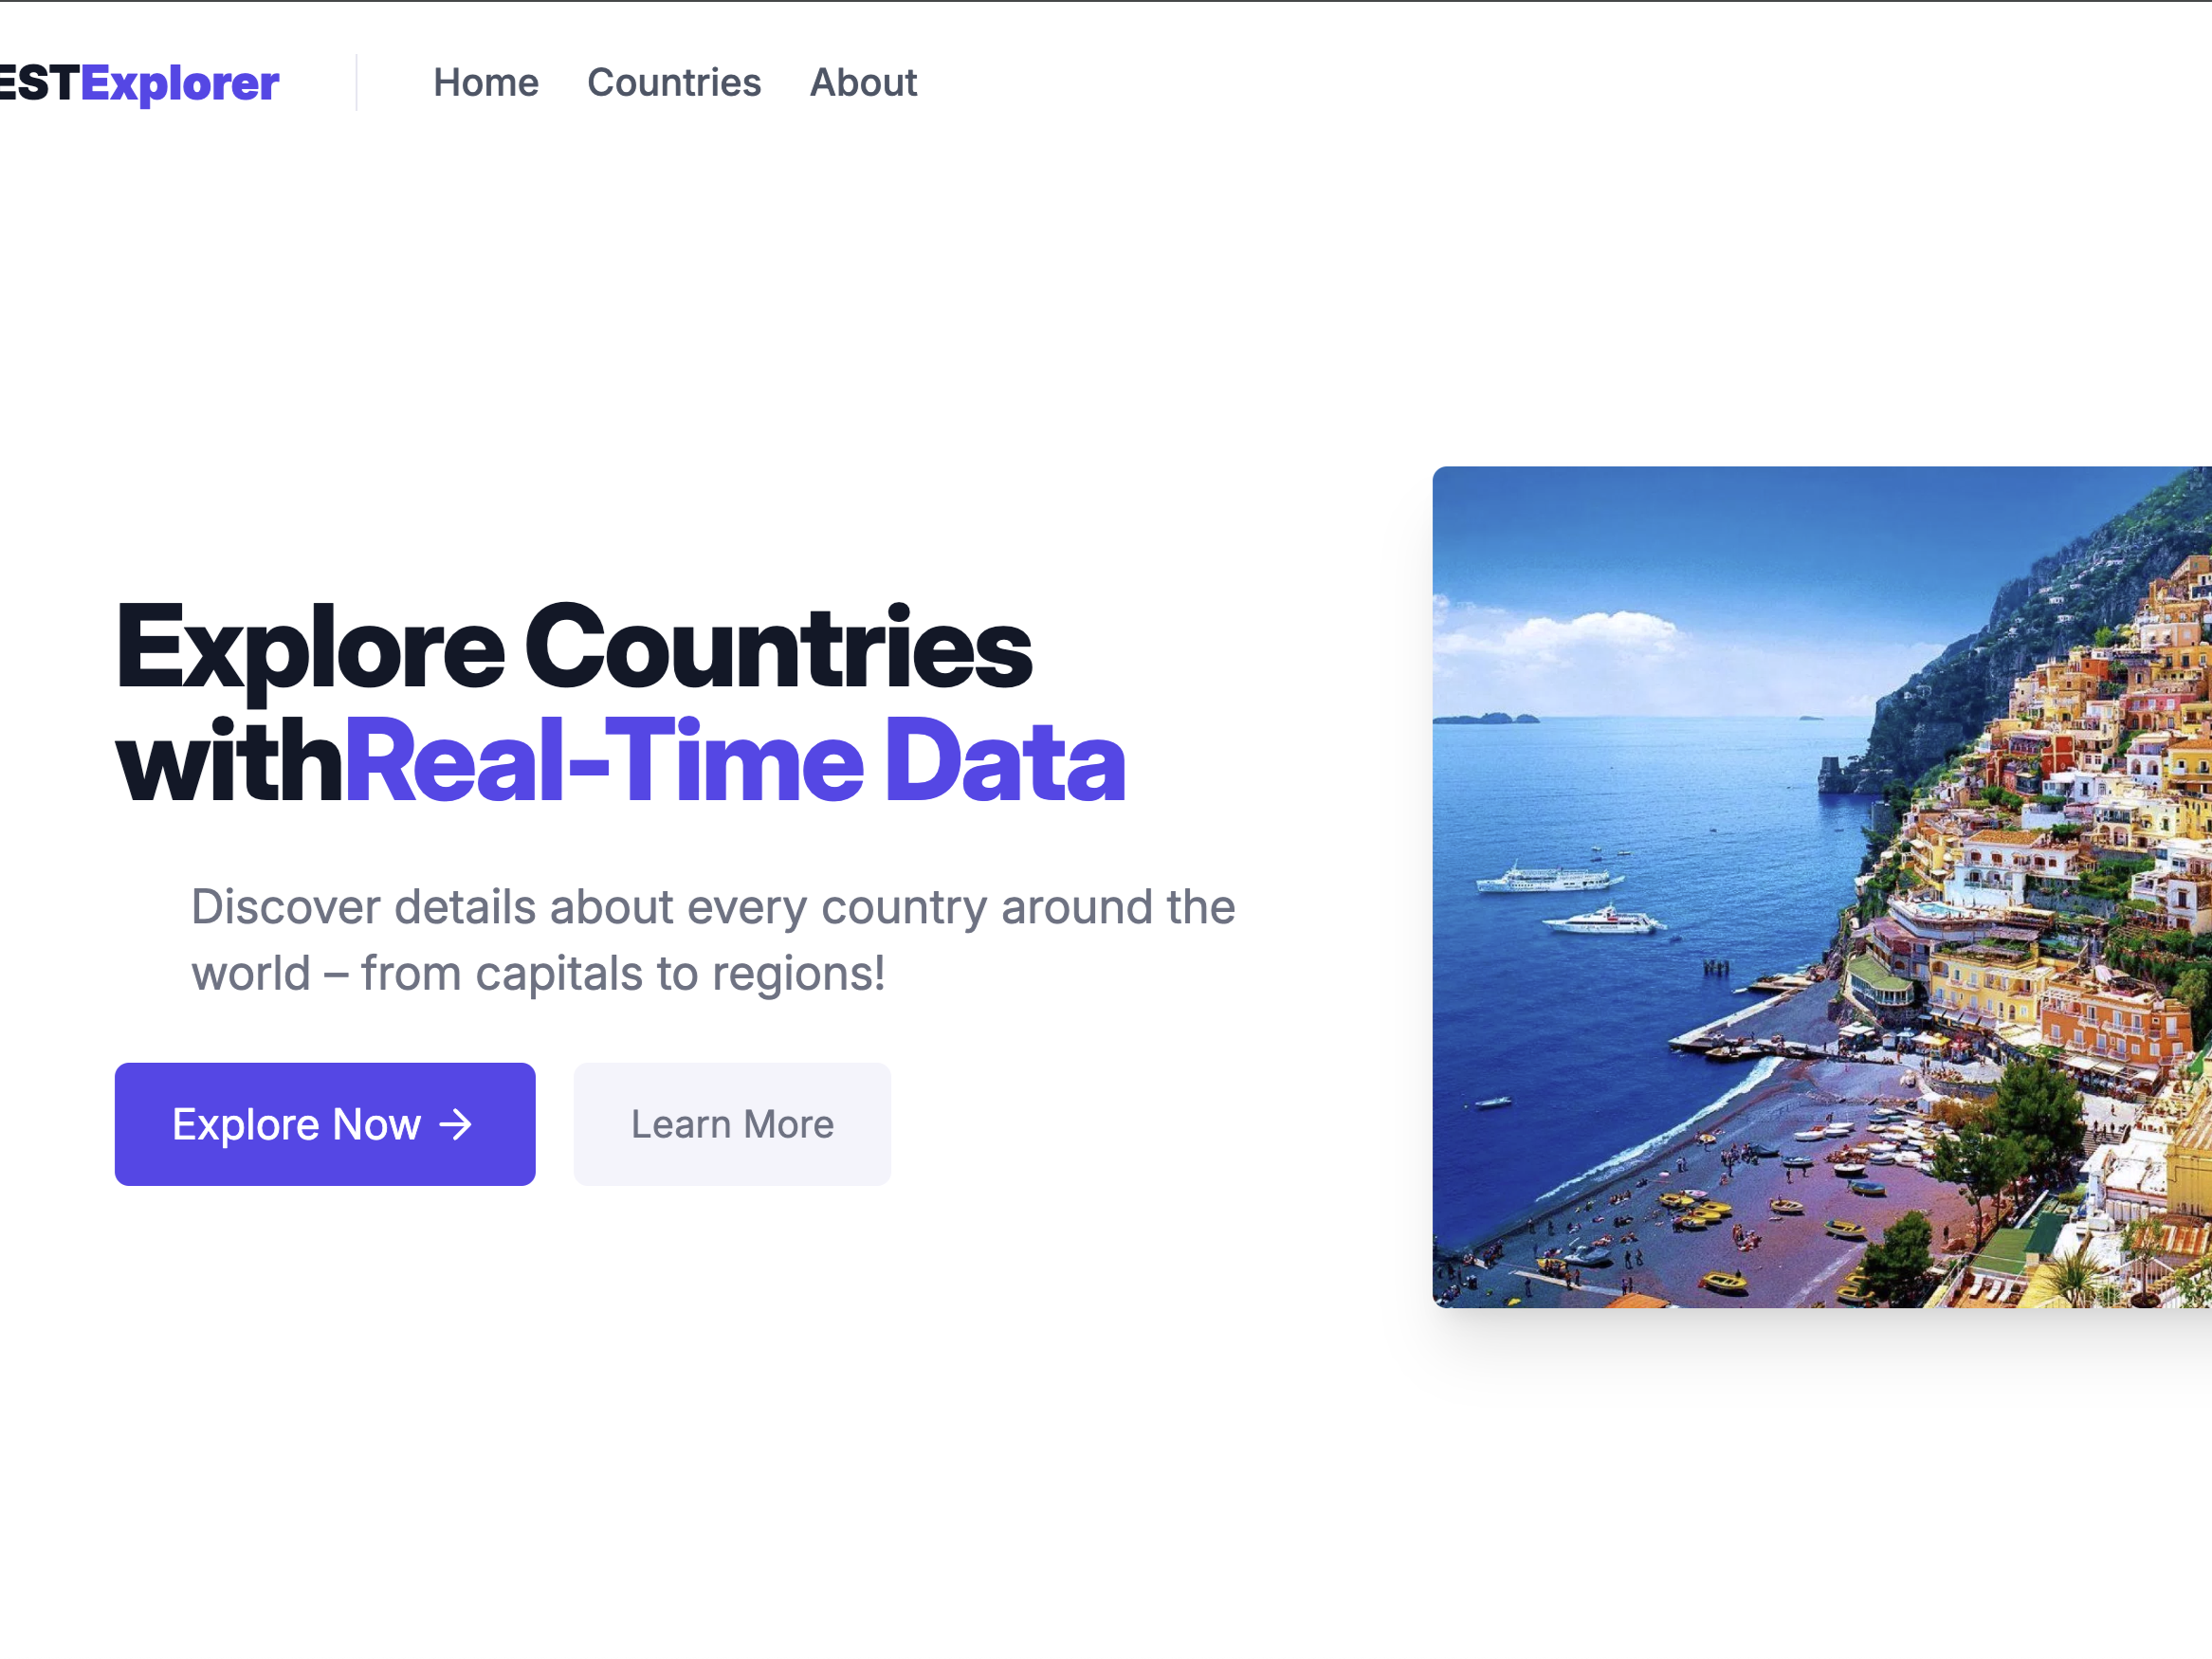 ESTExplorer
Home Countries About
Explore Countries
withReal-Time Data
Discover details about every country around the
world – from capitals to regions!
Explore Now →
Learn More